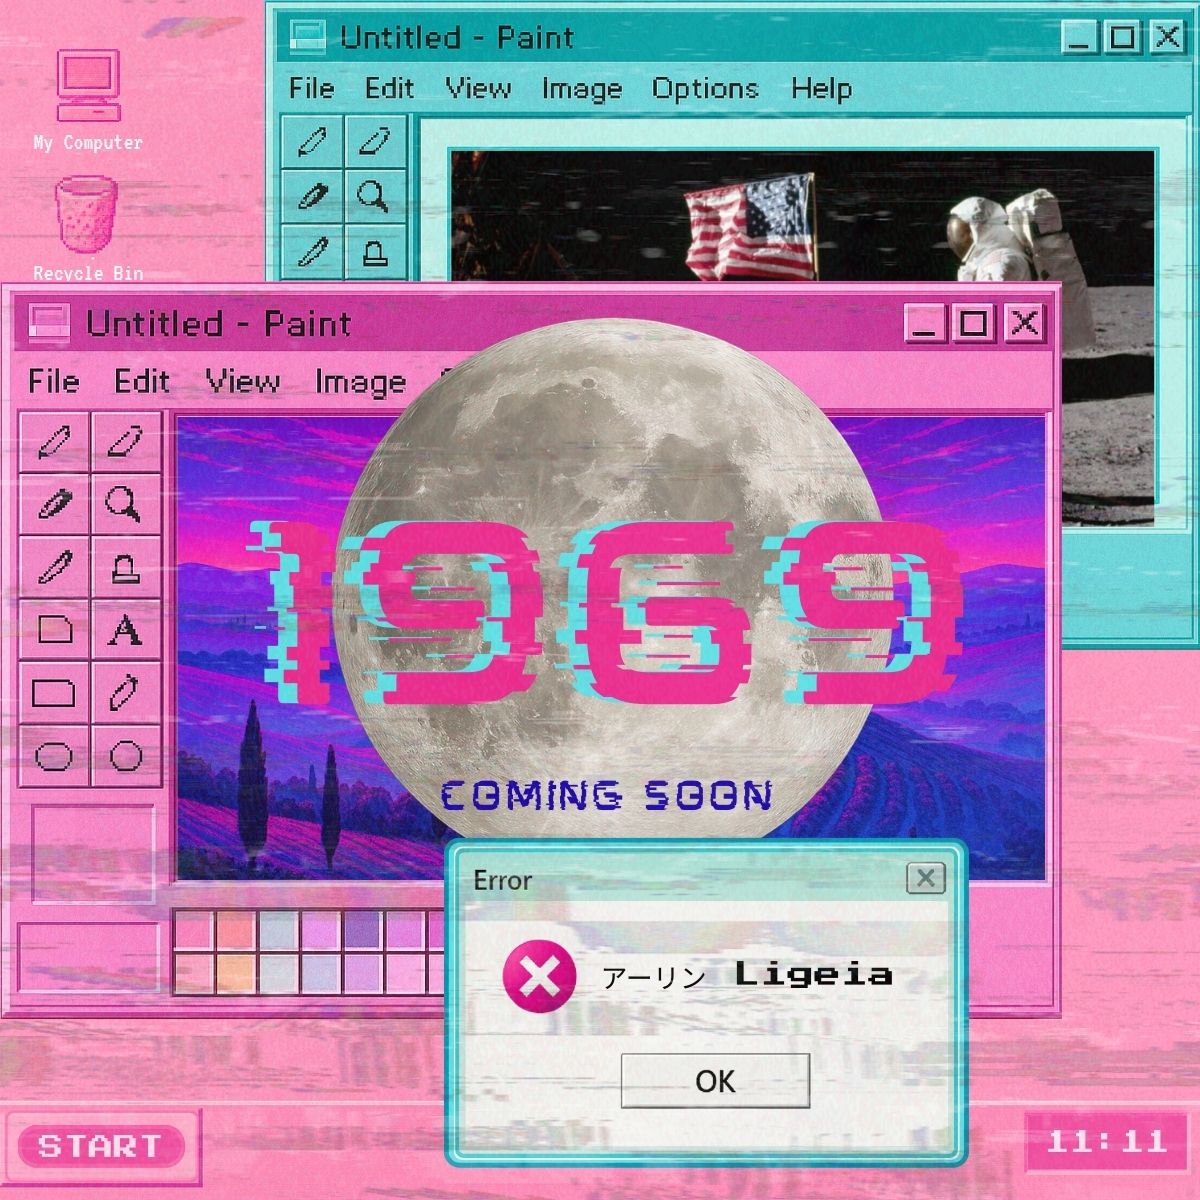 Untitled - Paint
File Edit View Image Options Help
My Computer
Recycle Bin
Untitled - Paint
File Edit View Image
A
1969
COMING SOON
Error
アーリン Ligeia
OK
START
11:11